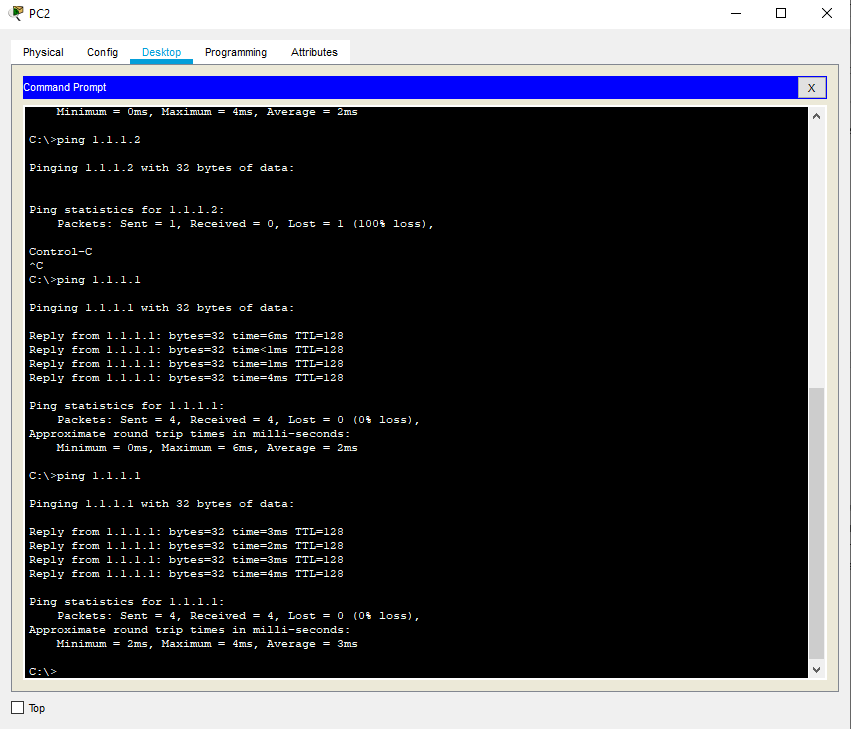 PC2
Physical Config Desktop Programming Attributes
Command Prompt
X
Minimum = 0ms, Maximum = 4ms, Average = 2ms
C:\>ping 1.1.1.2
Pinging 1.1.1.2 with 32 bytes of data:
Ping statistics for 1.1.1.2:
Packets: Sent = 1, Received = 0, Lost = 1 (100% loss),
Control-C
^C
C:\>ping 1.1.1.1
Pinging 1.1.1.1 with 32 bytes of data:
Reply from 1.1.1.1: bytes=32 time=6ms TTL=128
Reply from 1.1.1.1: bytes=32 time<1ms TTL=128
Reply from 1.1.1.1: bytes=32 time=1ms TTL=128
Reply from 1.1.1.1: bytes=32 time=4ms TTL=128
Ping statistics for 1.1.1.1:
Packets: Sent = 4, Received = 4, Lost = 0 (0% loss),
Approximate round trip times in milli-seconds:
Minimum = 0ms, Maximum = 6ms, Average = 2ms
C:\>ping 1.1.1.1
Pinging 1.1.1.1 with 32 bytes of data:
Reply from 1.1.1.1: bytes=32 time=3ms TTL=128
Reply from 1.1.1.1: bytes=32 time=2ms TTL=128
Reply from 1.1.1.1: bytes=32 time=3ms TTL=128
Reply from 1.1.1.1: bytes=32 time=4ms TTL=128
Ping statistics for 1.1.1.1:
Packets: Sent = 4, Received = 4, Lost = 0 (0% loss),
Approximate round trip times in milli-seconds:
Minimum = 2ms, Maximum = 4ms, Average = 3ms
C:\>
Top